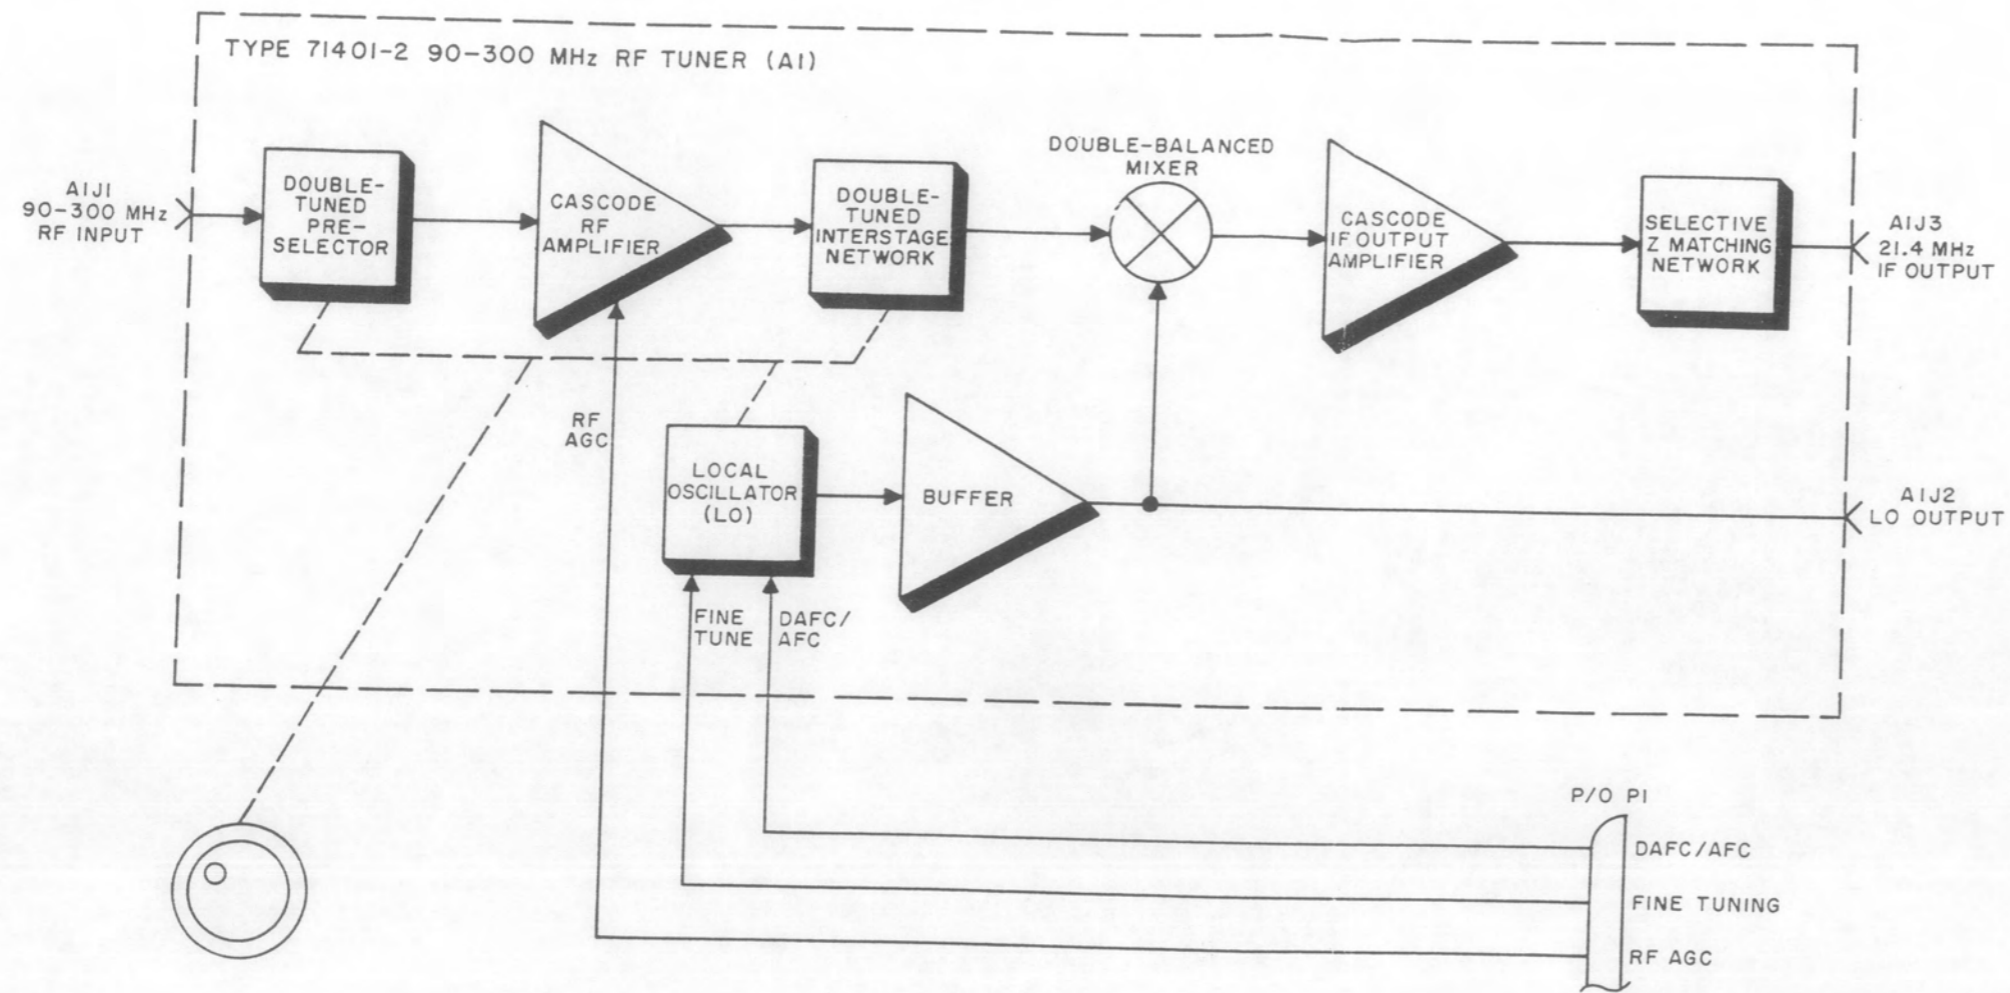 TYPE 71401-2 90-300 MHz RF TUNER (A1)
A1J1
90-300 MHz
RF INPUT
DOUBLE-
TUNED
PRE-
SELECTOR
CASCODE
RF
AMPLIFIER
DOUBLE-
TUNED
INTERSTAGE
NETWORK
DOUBLE-BALANCED
MIXER
CASCODE
IF OUTPUT
AMPLIFIER
SELECTIVE
Z MATCHING
NETWORK
A1J3
21.4 MHz
IF OUTPUT
RF
AGC
LOCAL
OSCILLATOR
(LO)
BUFFER
A1J2
LO OUTPUT
FINE
TUNE
DAFC/
AFC
P/O P1
DAFC/AFC
FINE TUNING
RF AGC